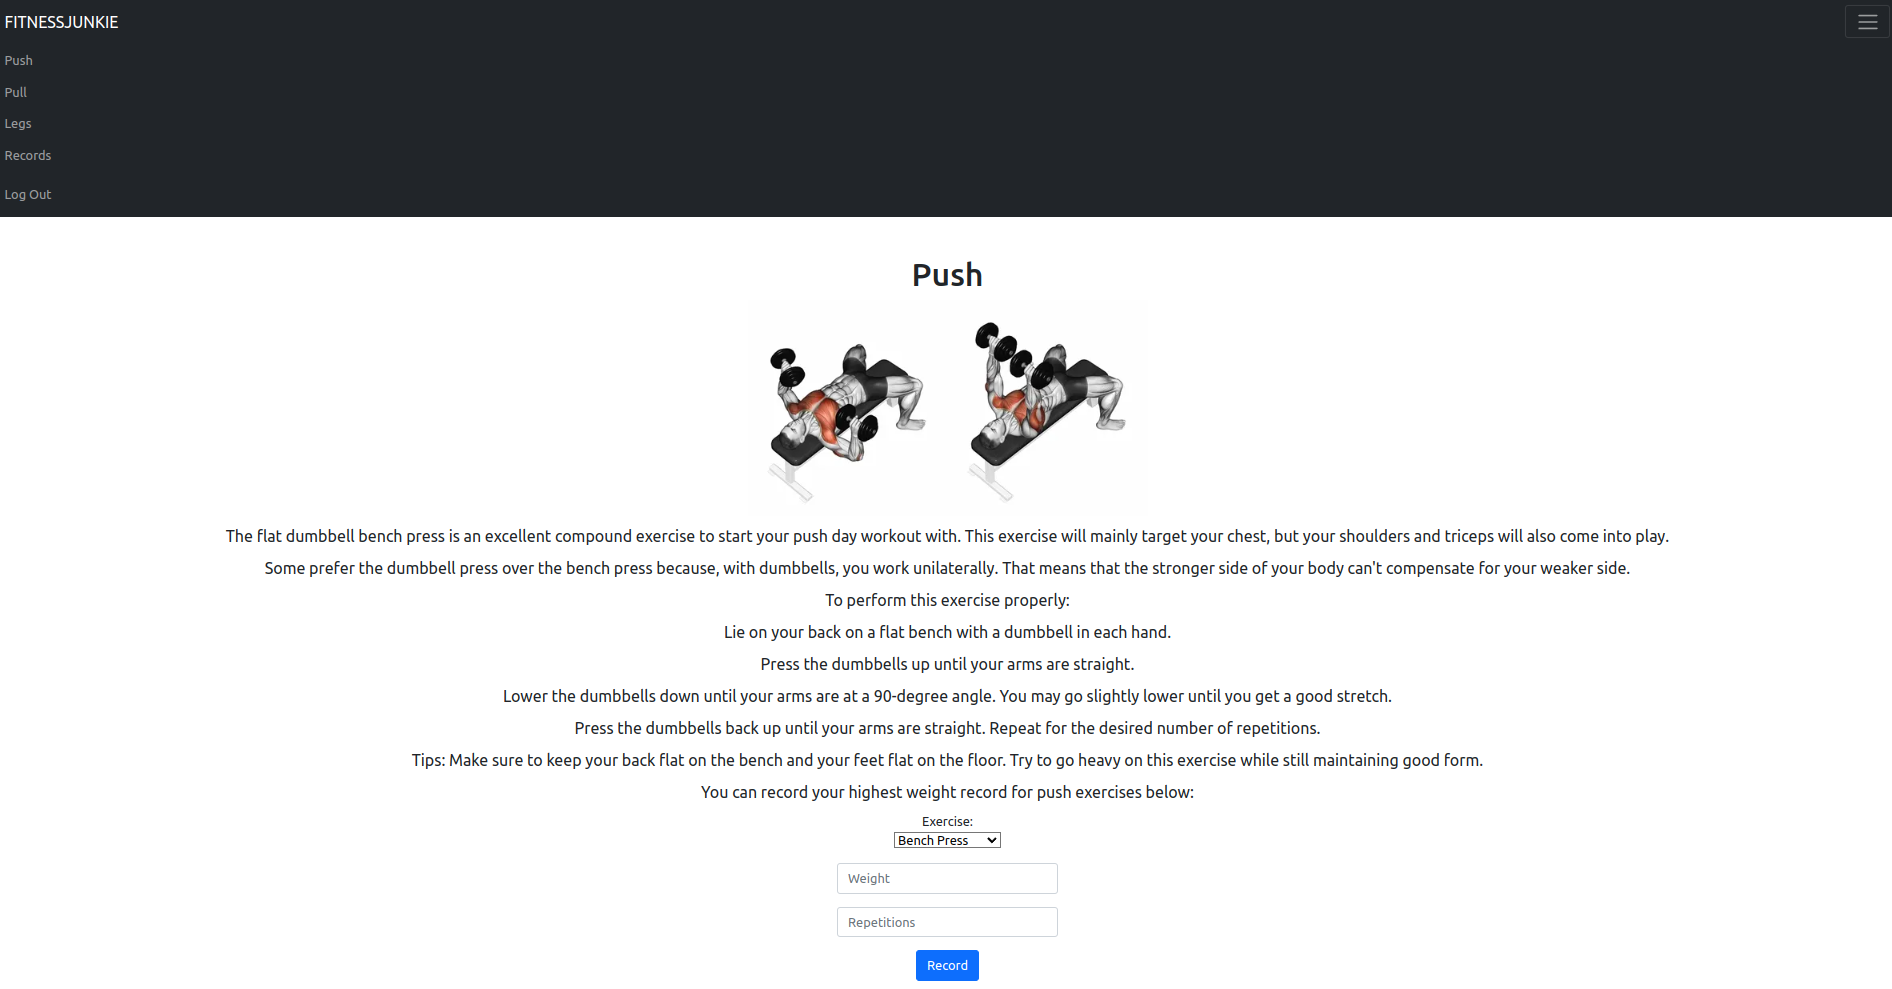 FITNESSJUNKIE
Push
Pull
Legs
Records
Log Out
Push
The flat dumbbell bench press is an excellent compound exercise to start your push day workout with. This exercise will mainly target your chest, but your shoulders and triceps will also come into play.
Some prefer the dumbbell press over the bench press because, with dumbbells, you work unilaterally. That means that the stronger side of your body can't compensate for your weaker side.
To perform this exercise properly:
Lie on your back on a flat bench with a dumbbell in each hand.
Press the dumbbells up until your arms are straight.
Lower the dumbbells down until your arms are at a 90-degree angle. You may go slightly lower until you get a good stretch.
Press the dumbbells back up until your arms are straight. Repeat for the desired number of repetitions.
Tips: Make sure to keep your back flat on the bench and your feet flat on the floor. Try to go heavy on this exercise while still maintaining good form.
You can record your highest weight record for push exercises below:
Exercise:
Bench Press
Weight
Repetitions
Record